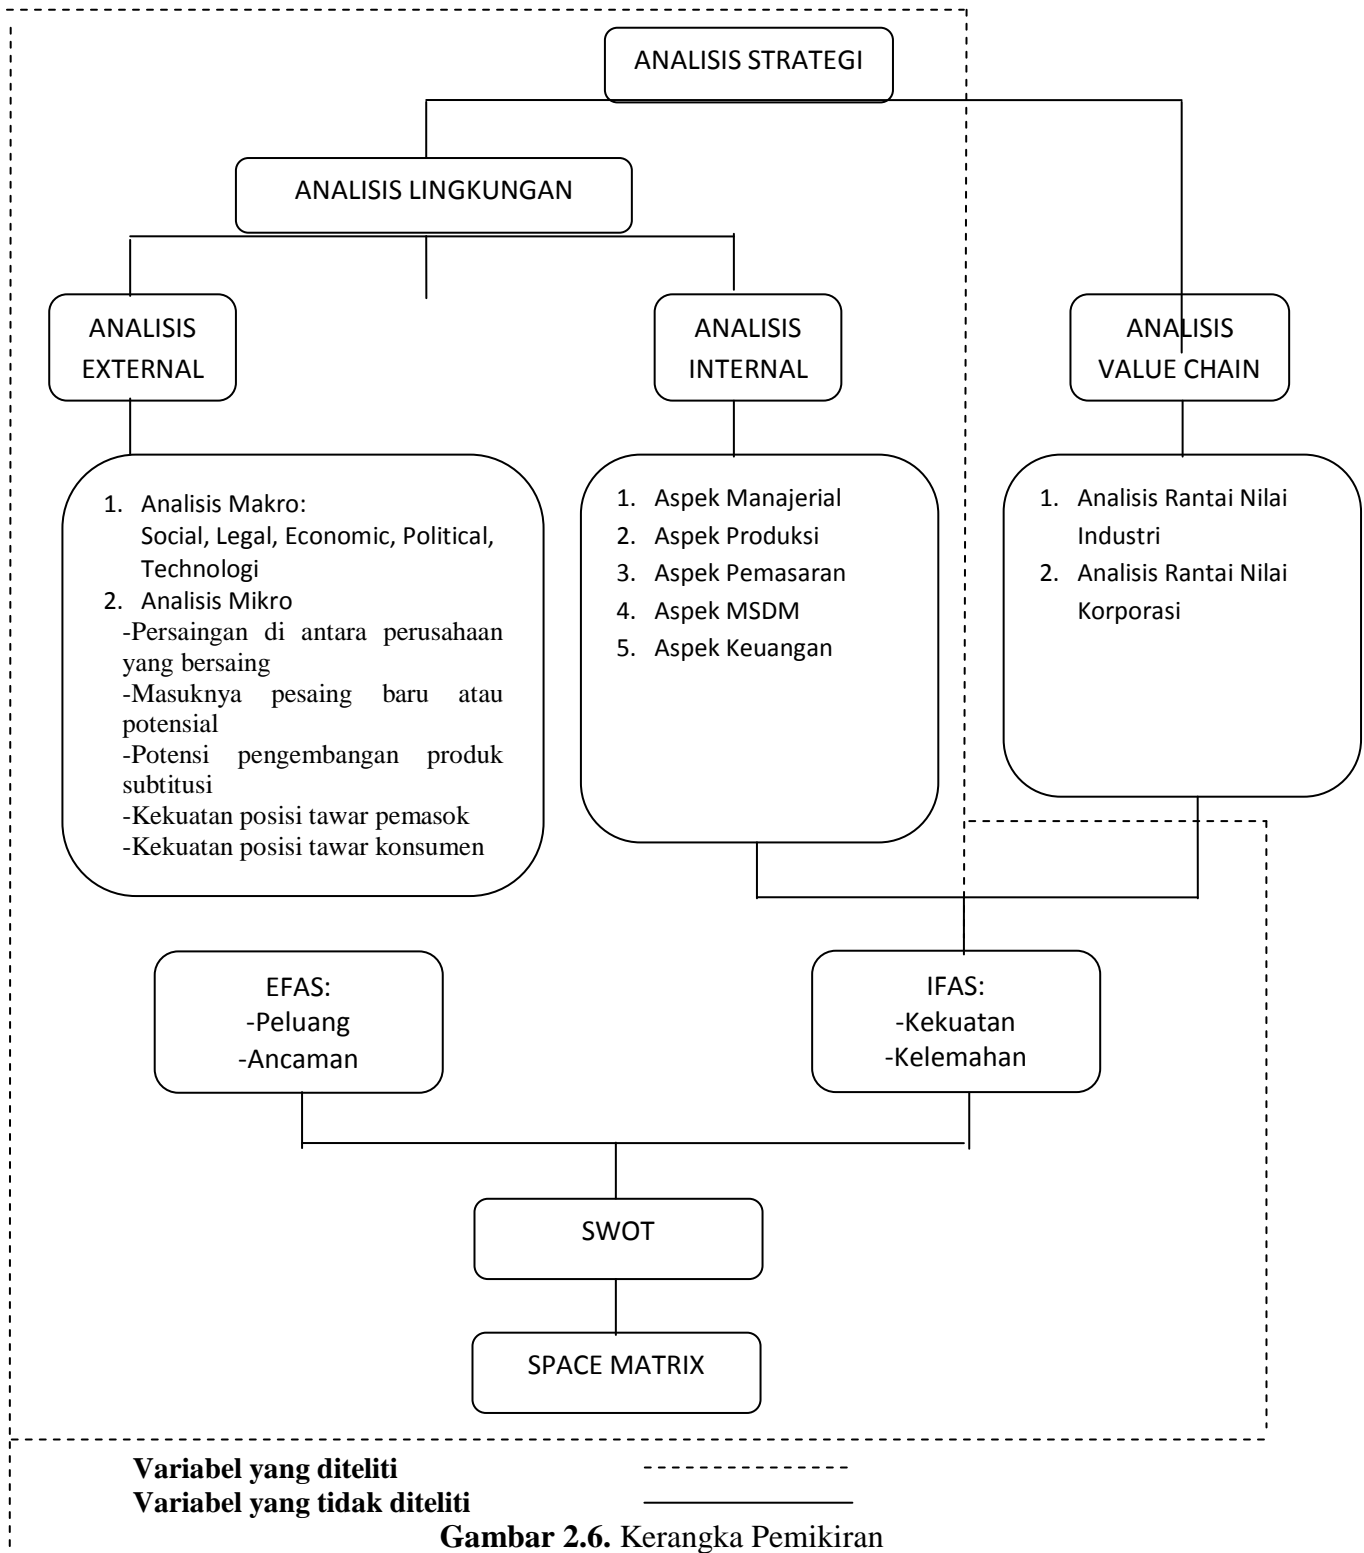 ANALISIS STRATEGI
ANALISIS LINGKUNGAN
ANALISIS
EXTERNAL
ANALISIS
INTERNAL
ANALISIS
VALUE CHAIN
1. Analisis Makro:
Social, Legal, Economic, Political,
Technologi
2. Analisis Mikro
-Persaingan di antara perusahaan
yang bersaing
-Masuknya pesaing baru atau
potensial
-Potensi pengembangan produk
subtitusi
-Kekuatan posisi tawar pemasok
-Kekuatan posisi tawar konsumen
1. Aspek Manajerial
2. Aspek Produksi
3. Aspek Pemasaran
4. Aspek MSDM
5. Aspek Keuangan
1. Analisis Rantai Nilai
Industri
2. Analisis Rantai Nilai
Korporasi
EFAS:
-Peluang
-Ancaman
IFAS:
-Kekuatan
-Kelemahan
SWOT
SPACE MATRIX
Variabel yang diteliti
Variabel yang tidak diteliti
Gambar 2.6. Kerangka Pemikiran